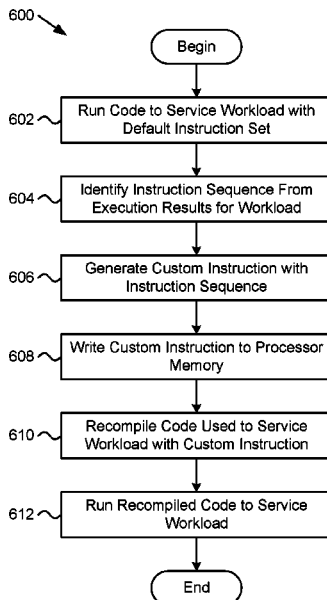 600
Begin
602
Run Code to Service Workload with
Default Instruction Set
604
Identify Instruction Sequence From
Execution Results for Workload
606
Generate Custom Instruction with
Instruction Sequence
608
Write Custom Instruction to Processor
Memory
610
Recompile Code Used to Service
Workload with Custom Instruction
612
Run Recompiled Code to Service
Workload
End